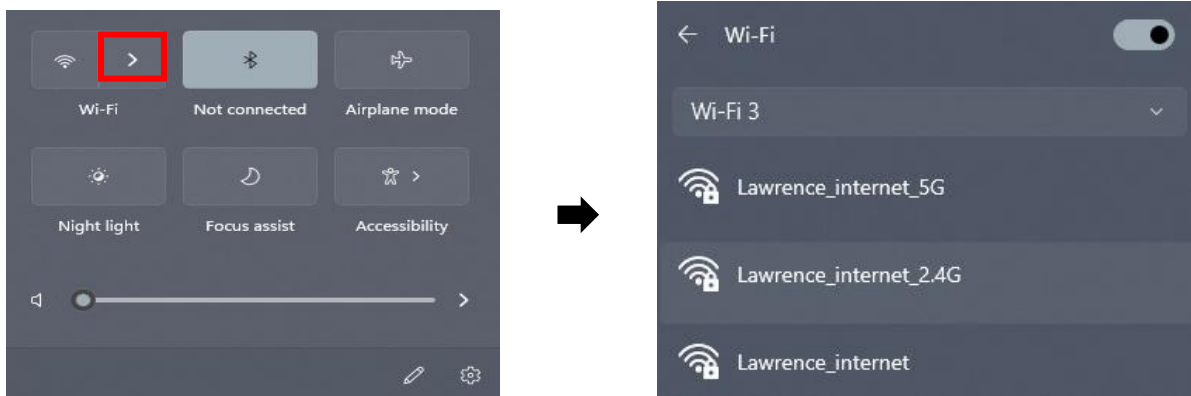 Wi-Fi Not connected Airplane mode
Night light Focus assist Accessibility
Wi-Fi
Wi-Fi 3
Lawrence_internet_5G
Lawrence_internet_2.4G
Lawrence_internet